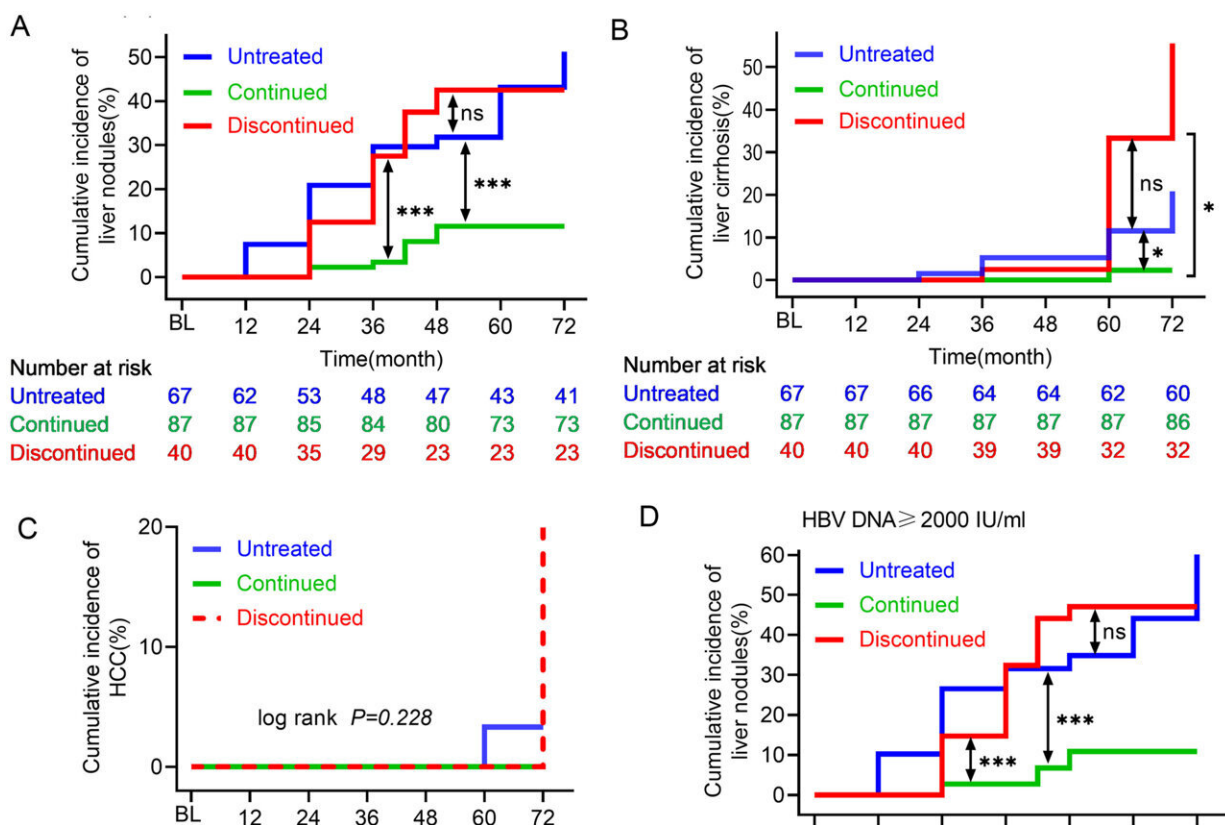 A
Cumulative incidence of
liver nodules(%)
50
40
30
20
10
0
Untreated
Continued
Discontinued
ns
***
***
BL 12 24 36 48 60 72
Time(month)
Number at risk
Untreated 67 62 53 48 47 43 41
Continued 87 87 85 84 80 73 73
Discontinued 40 40 35 29 23 23 23
B
Cumulative incidence of
liver cirrhosis(%)
50
40
30
20
10
0
Untreated
Continued
Discontinued
ns
*
*
BL 12 24 36 48 60 72
Time(month)
Number at risk
Untreated 67 67 66 64 64 62 60
Continued 87 87 87 87 87 87 86
Discontinued 40 40 40 39 39 32 32
C
Cumulative incidence of
HCC(%)
20
10
0
Untreated
Continued
Discontinued
log rank P=0.228
BL 12 24 36 48 60 72
D
HBV DNA≥ 2000 IU/ml
Cumulative incidence of
liver nodules(%)
60
50
40
30
20
10
0
Untreated
Continued
Discontinued
ns
***
***